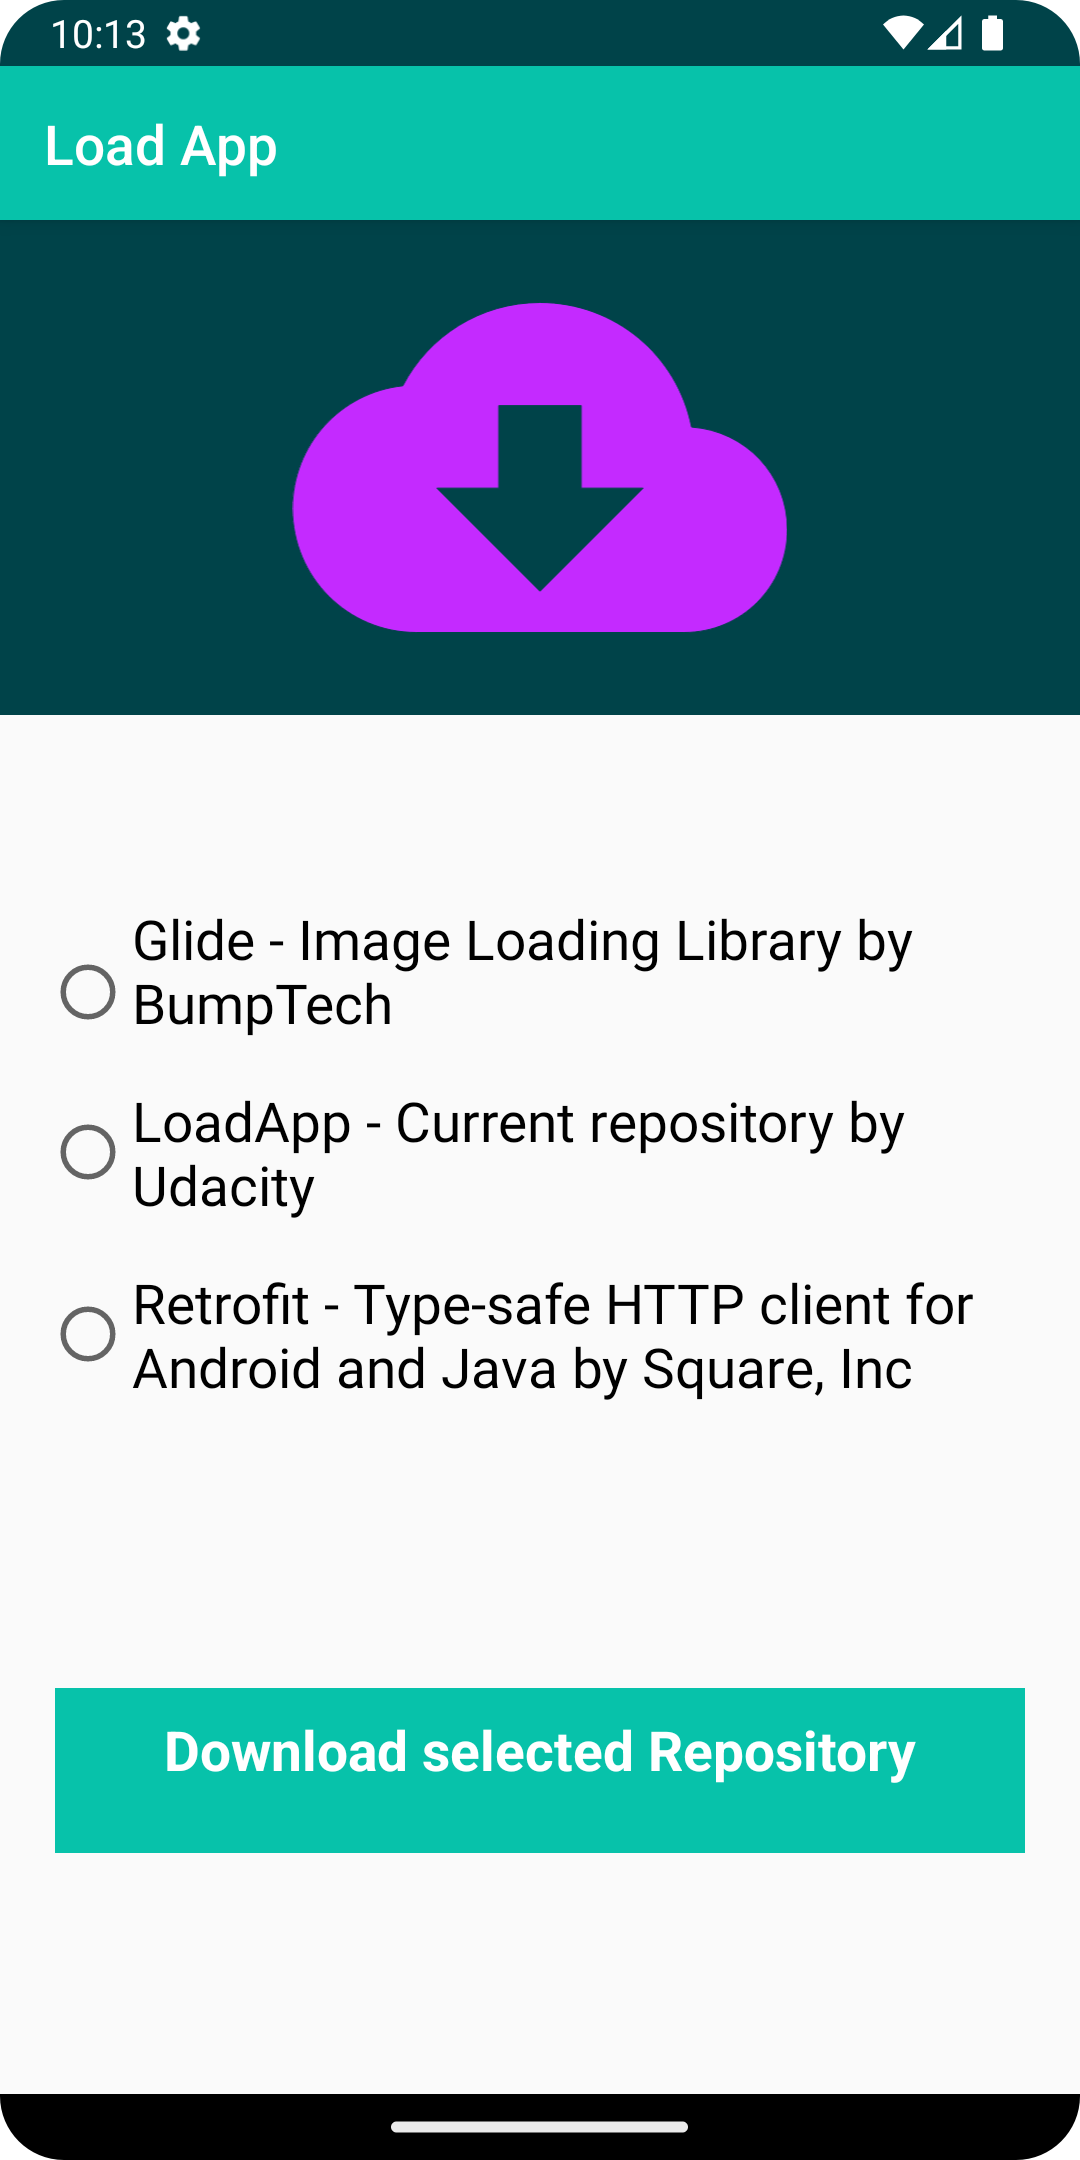 10:13
Load App
Glide - Image Loading Library by
BumpTech
LoadApp - Current repository by
Udacity
Retrofit - Type-safe HTTP client for
Android and Java by Square, Inc
Download selected Repository